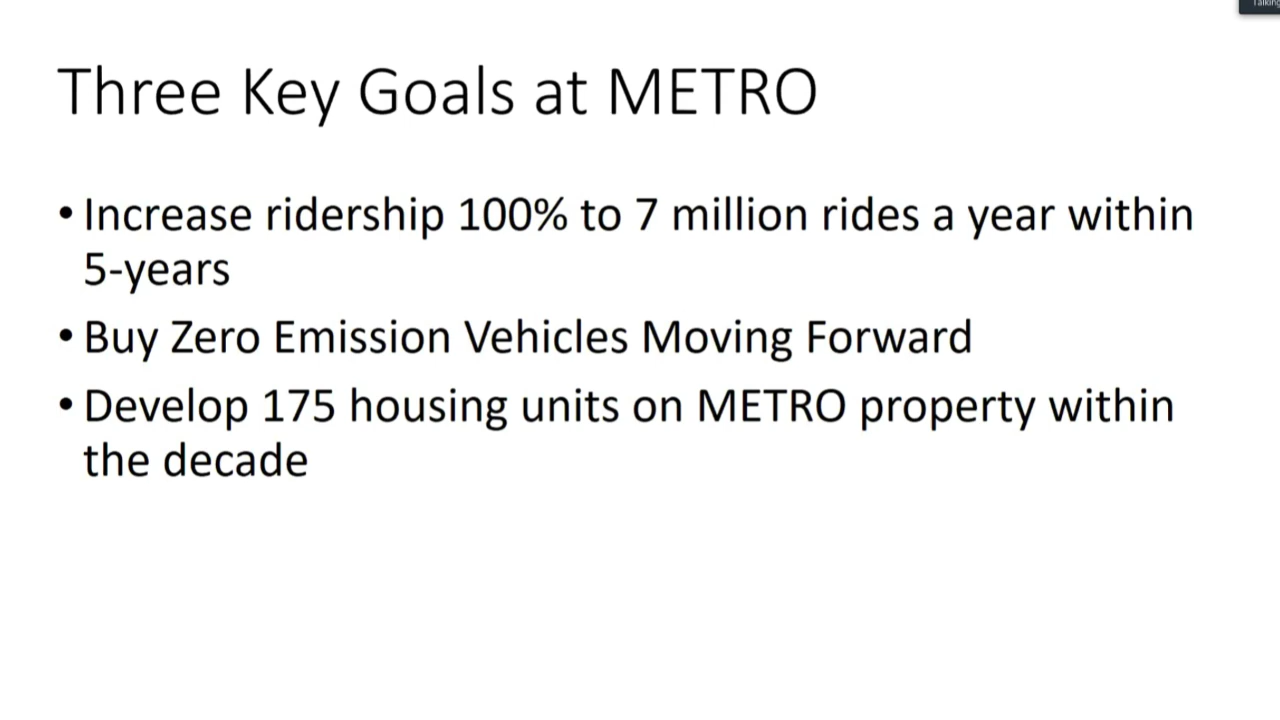 Three Key Goals at METRO
• Increase ridership 100% to 7 million rides a year within
5-years
• Buy Zero Emission Vehicles Moving Forward
• Develop 175 housing units on METRO property within
the decade